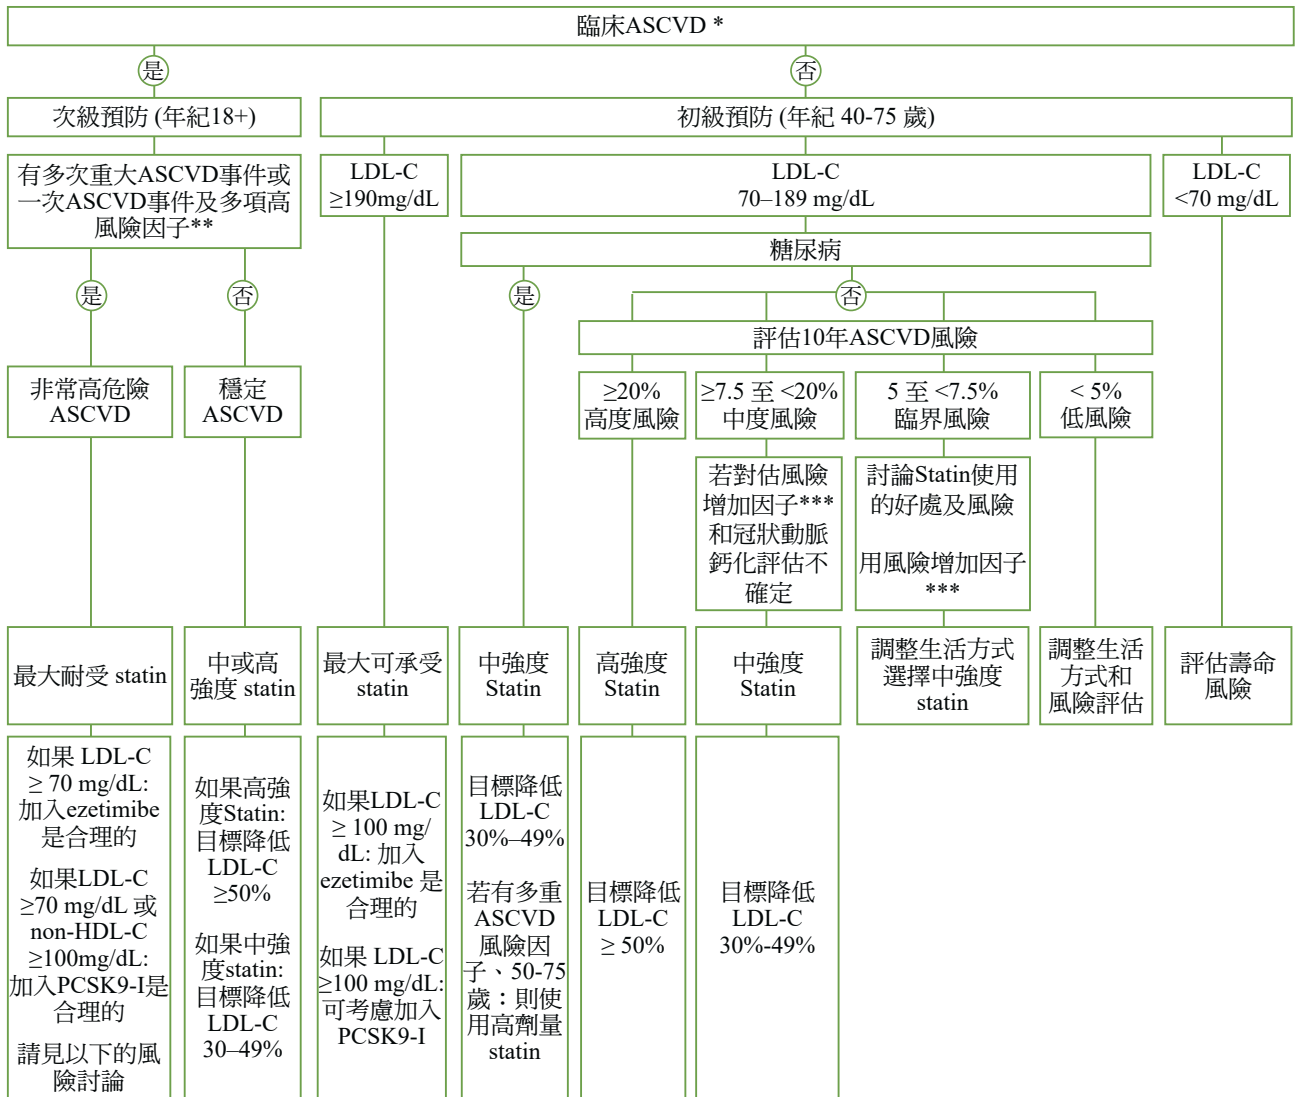 臨床ASCVD *
是
否
次級預防 (年紀18+)
初級預防 (年紀 40-75 歲)
有多次重大ASCVD事件或
一次ASCVD事件及多項高
風險因子**
LDL-C
≥190mg/dL
LDL-C
70–189 mg/dL
LDL-C
<70 mg/dL
糖尿病
是
否
是
否
評估10年ASCVD風險
非常高危險
ASCVD
穩定
ASCVD
≥20%
高度風險
≥7.5 至 <20%
中度風險
5 至 <7.5%
臨界風險
< 5%
低風險
若對估風險
增加因子***
和冠狀動脈
鈣化評估不
確定
討論Statin使用
的好處及風險
用風險增加因子
***
最大耐受 statin
中或高
強度 statin
最大可承受
statin
中強度
Statin
高強度
Statin
中強度
Statin
調整生活方式
選擇中強度
statin
調整生活
方式和
風險評估
評估壽命
風險
如果 LDL-C
≥ 70 mg/dL:
加入ezetimibe
是合理的
如果LDL-C
≥70 mg/dL 或
non-HDL-C
≥100mg/dL:
加入PCSK9-I是
合理的
請見以下的風
險討論
如果高強
度Statin:
目標降低
LDL-C
≥50%
如果中強
度statin:
目標降低
LDL-C
30–49%
如果LDL-C
≥ 100 mg/
dL: 加入
ezetimibe 是
合理的
如果 LDL-C
≥100 mg/dL:
可考慮加入
PCSK9-I
目標降低
LDL-C
30%–49%
若有多重
ASCVD
風險因
子、50-75
歲：則使
用高劑量
statin
目標降低
LDL-C
≥ 50%
目標降低
LDL-C
30%-49%